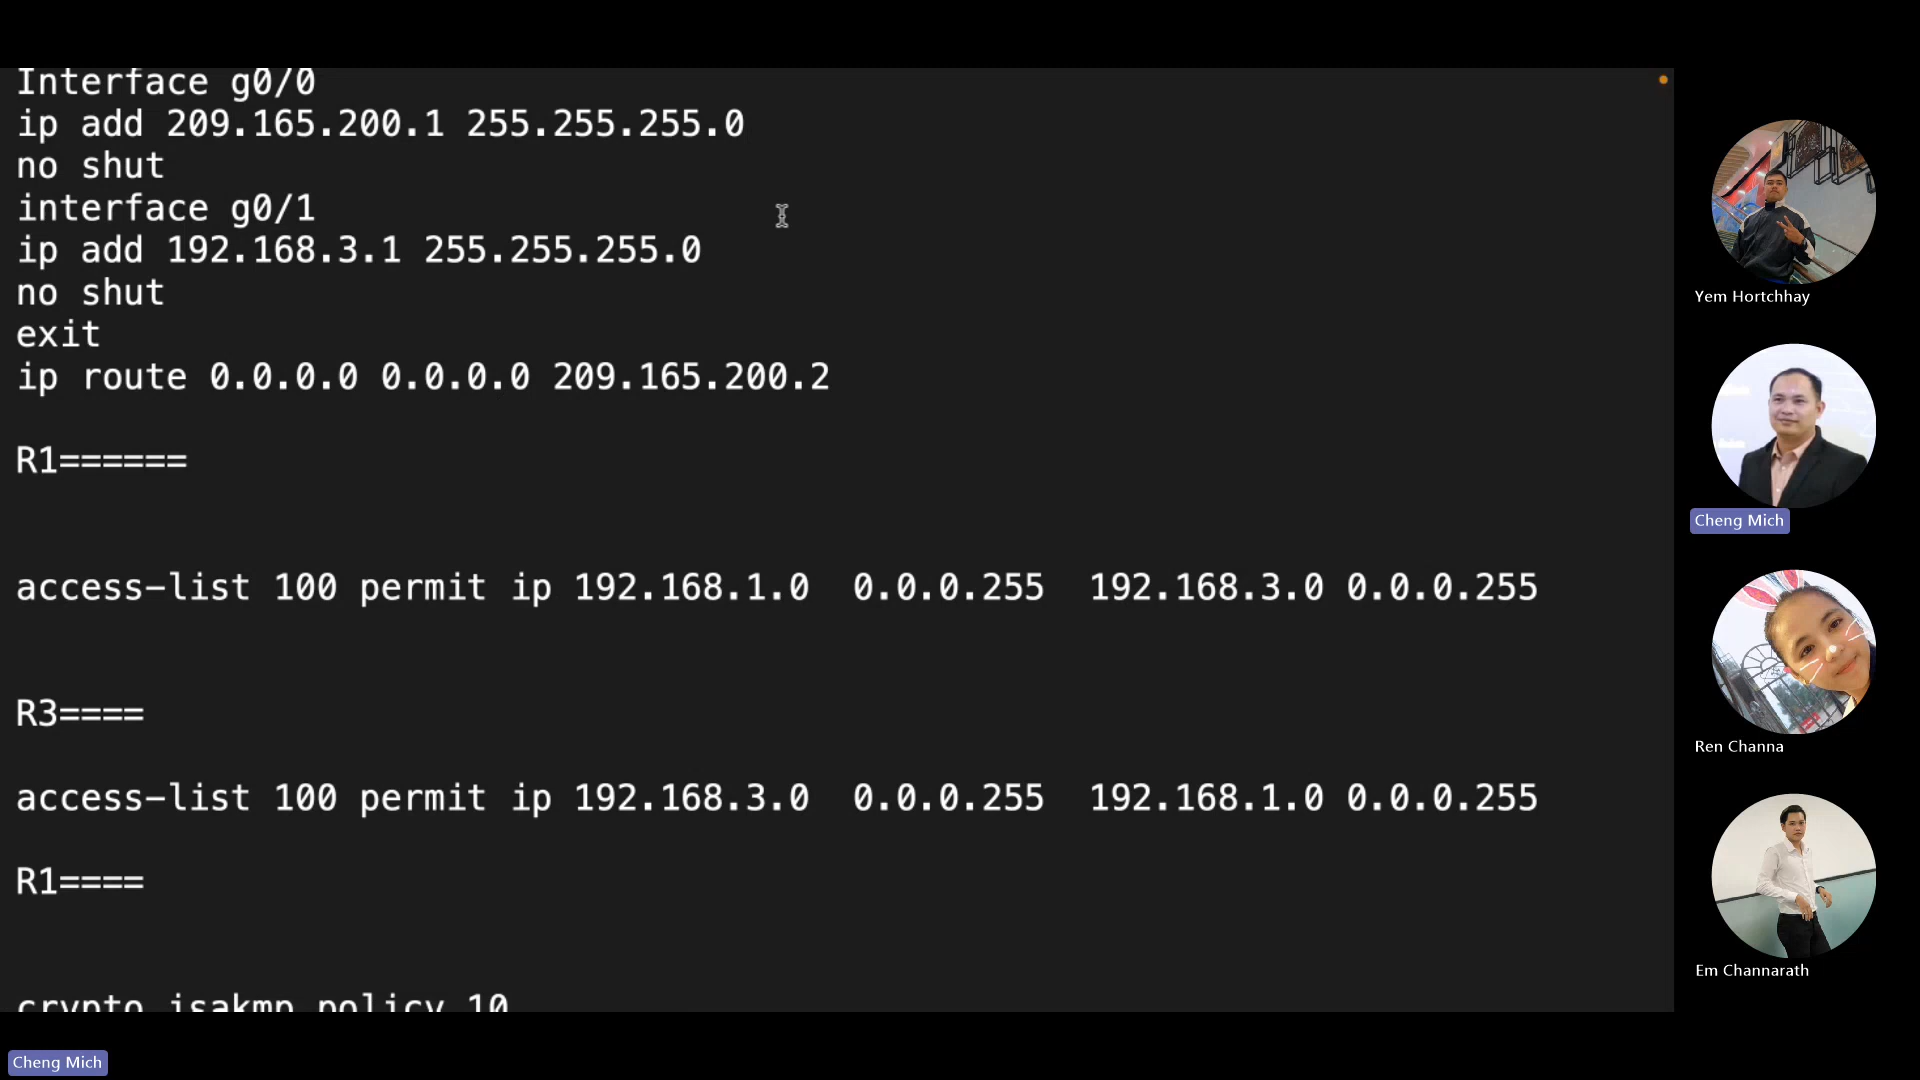 Interface g0/0
ip add 209.165.200.1 255.255.255.0
no shut
interface g0/1
ip add 192.168.3.1 255.255.255.0
no shut
exit
ip route 0.0.0.0 0.0.0.0 209.165.200.2
R1======
access-list 100 permit ip 192.168.1.0  0.0.0.255  192.168.3.0 0.0.0.255
R3====
access-list 100 permit ip 192.168.3.0  0.0.0.255  192.168.1.0 0.0.0.255
R1====
crypto isakmp policy 10
Yem Hortchhay
Cheng Mich
Ren Channa
Em Channarath
Cheng Mich